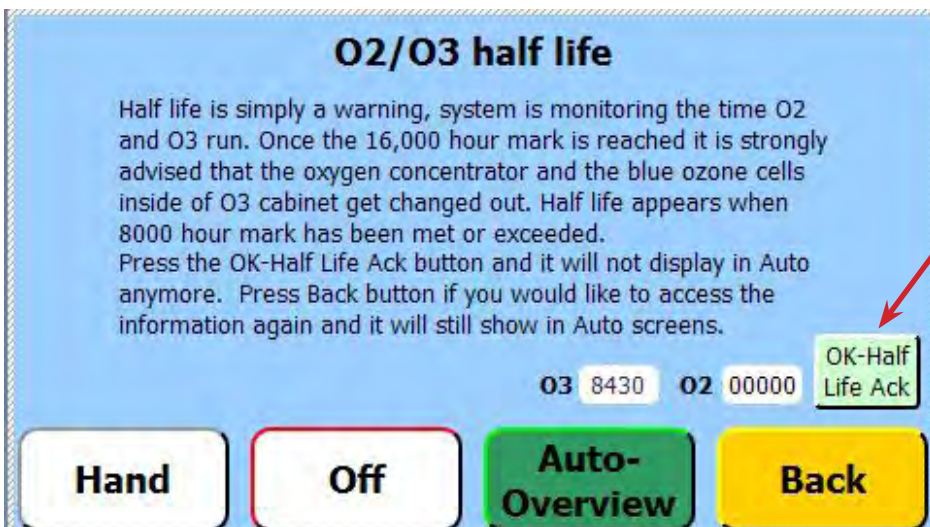 O2/O3 half life
Half life is simply a warning, system is monitoring the time O2
and O3 run. Once the 16,000 hour mark is reached it is strongly
advised that the oxygen concentrator and the blue ozone cells
inside of O3 cabinet get changed out. Half life appears when
8000 hour mark has been met or exceeded.
Press the OK-Half Life Ack button and it will not display in Auto
anymore.  Press Back button if you would like to access the
information again and it will still show in Auto screens.
O3 8430 O2 00000
OK-Half
Life Ack
Hand
Off
Auto-
Overview
Back